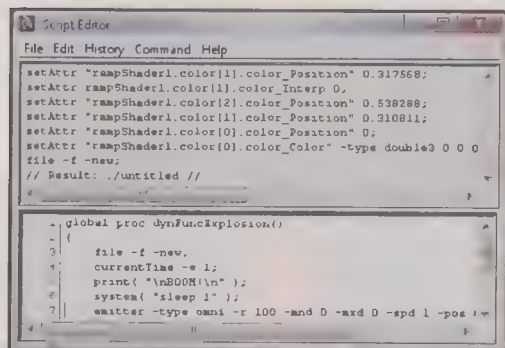 Script Editor
File Edit History Command Help
setAttr "rampShader1.color[1].color_Position" 0.317568;
setAttr rampShader1.color[1].color_Interp 0,
setAttr "rampShader1.color[2].color_Position" 0.538288;
setAttr "rampShader1.color[1].color_Position" 0.310811;
setAttr "rampShader1.color[0].color_Position" 0;
setAttr "rampShader1.color[0].color_Color" -type double3 0 0 0
file -f -new;
// Result: ./untitled //
global proc dynFuncExplosion()
{
3 file -f -new,
4 currentTime -e 1;
print( "\nBOOM!\n" );
6 system( "sleep 1" );
7 emitter -type omni -r 100 -mnd 0 -mxd 0 -spd 1 -pos